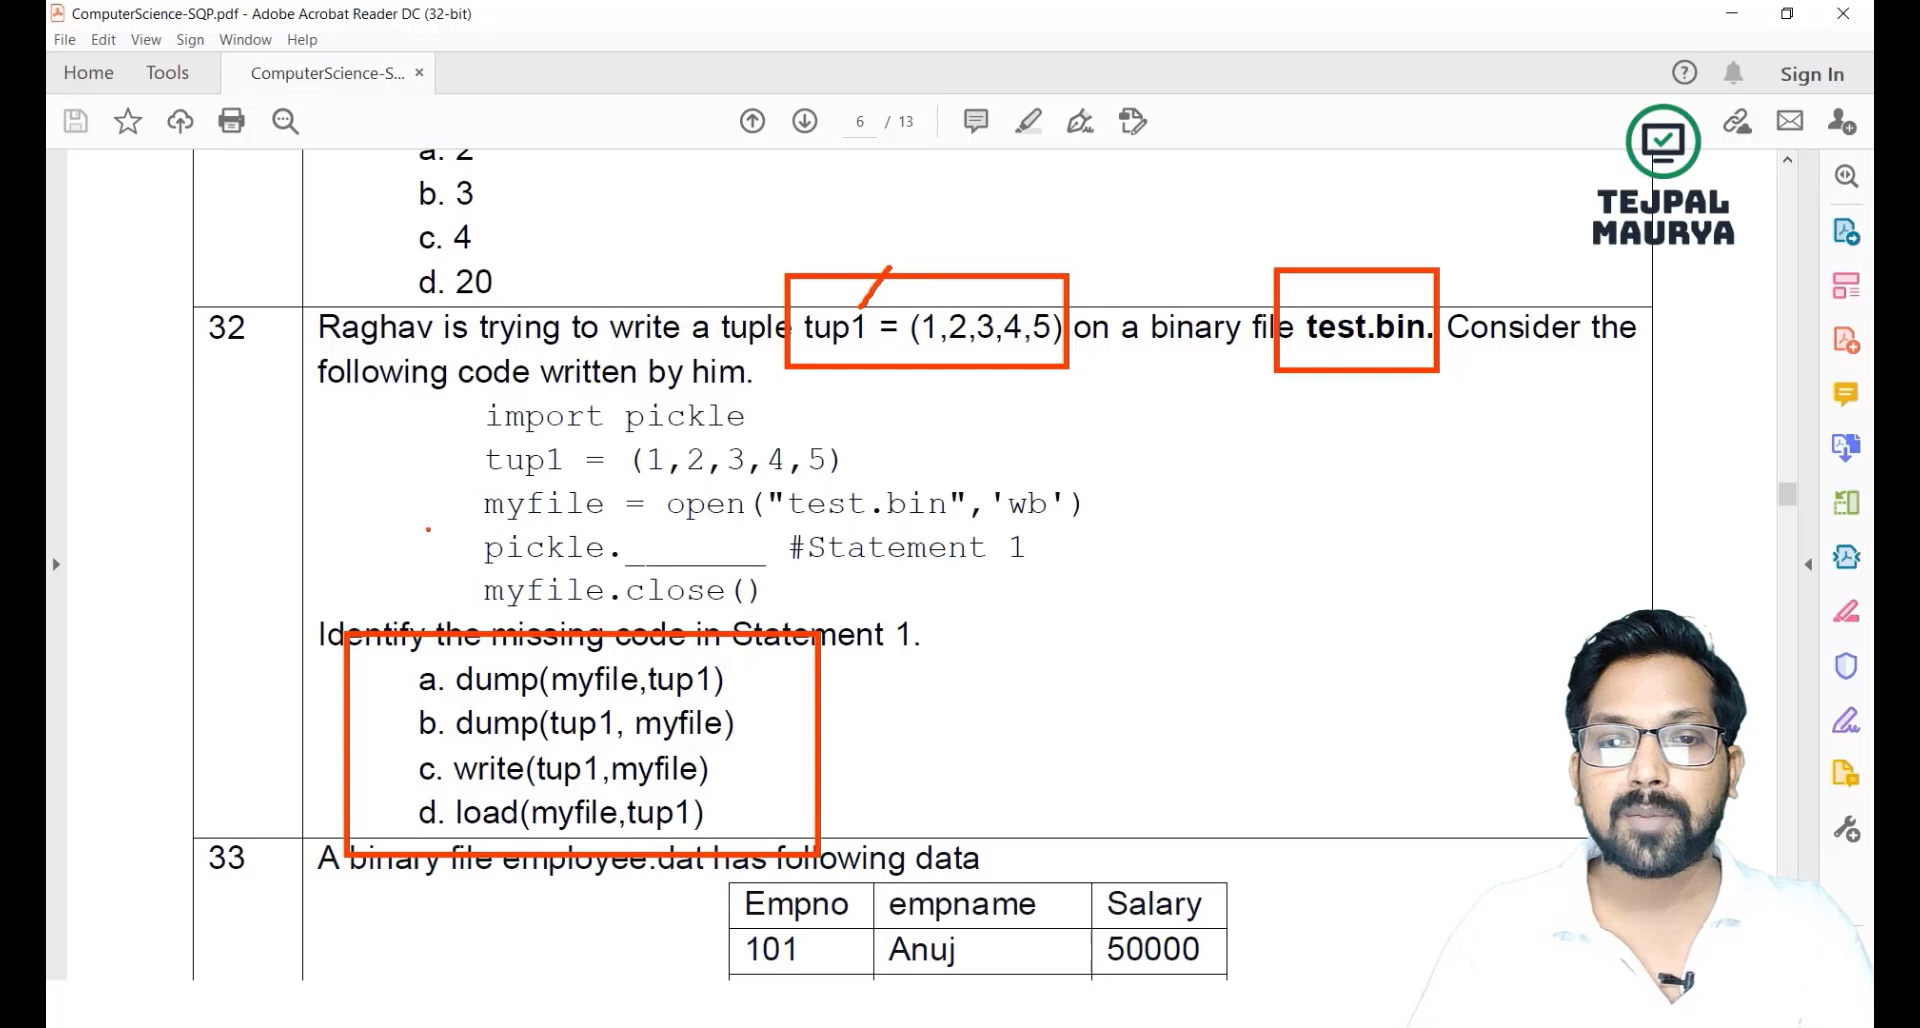 ComputerScience-SQP.pdf - Adobe Acrobat Reader DC (32-bit)
File Edit View Sign Window Help
Home Tools ComputerScience-S... × Sign In
6 / 13
TEJPAL
MAURYA
a. 2
b. 3
c. 4
d. 20
32 Raghav is trying to write a tuple tup1 = (1,2,3,4,5) on a binary file test.bin. Consider the
following code written by him.
import pickle
tup1 = (1,2,3,4,5)
myfile = open("test.bin",'wb')
pickle._______ #Statement 1
myfile.close()
Identify the missing code in Statement 1.
a. dump(myfile,tup1)
b. dump(tup1, myfile)
c. write(tup1,myfile)
d. load(myfile,tup1)
33 A binary file employee.dat has following data
Empno empname Salary
101 Anuj 50000